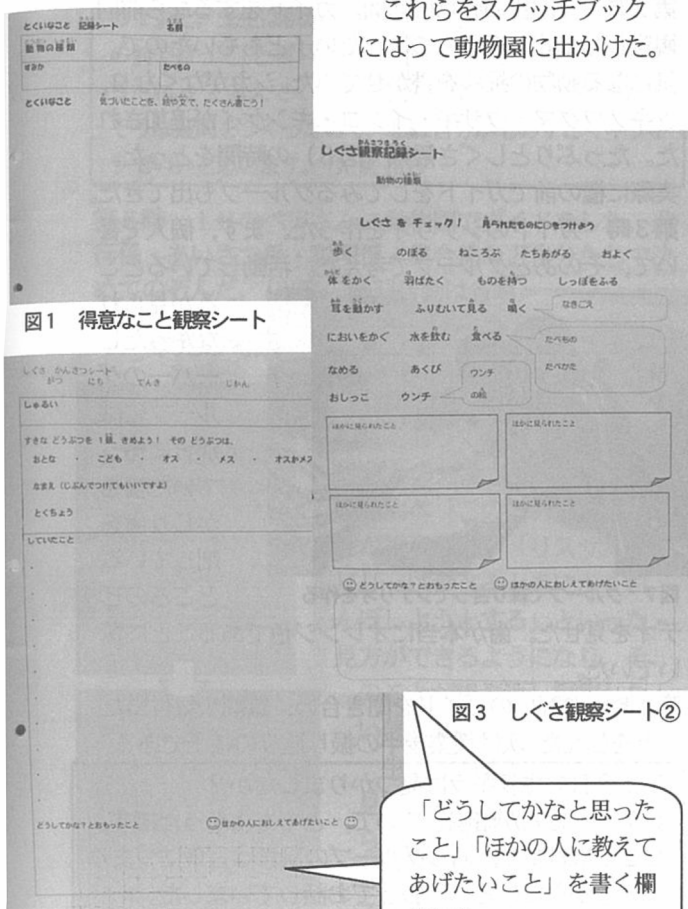 これらをスケッチブック
にはって動物園に出かけた。
とくいなこと 記録シート 名前
動物の種類
すみか たべもの
とくいなこと 気づいたことを、絵や文で、たくさん書こう!
図1 得意なこと観察シート
しぐさ かんさつシート
がつ にち てんき じかん
しゅるい
すきな どうぶつを 1頭、きめよう! その どうぶつは、
おとな ・ こども ・ オス ・ メス ・ オスかメス
なまえ (じぶんでつけてもいいですよ)
とくちょう
していたこと
どうしてかな?とおもったこと ほかの人におしえてあげたいこと
しぐさ観察記録シート
動物の種類
しぐさ を チェック! 見られたものに○をつけよう
歩く のぼる ねころぶ たちあがる およぐ
体 をかく 羽ばたく ものを持つ しっぽをふる
耳を動かす ふりむいて見る 鳴く なきごえ
においをかぐ 水を飲む 食べる たべもの
たべかた
なめる あくび ウンチ
の絵
おしっこ ウンチ
ほかに見られたこと ほかに見られたこと
ほかに見られたこと ほかに見られたこと
どうしてかな?とおもったこと ほかの人におしえてあげたいこと
図3 しぐさ観察シート②
「どうしてかなと思った
こと」「ほかの人に教えて
あげたいこと」を書く欄